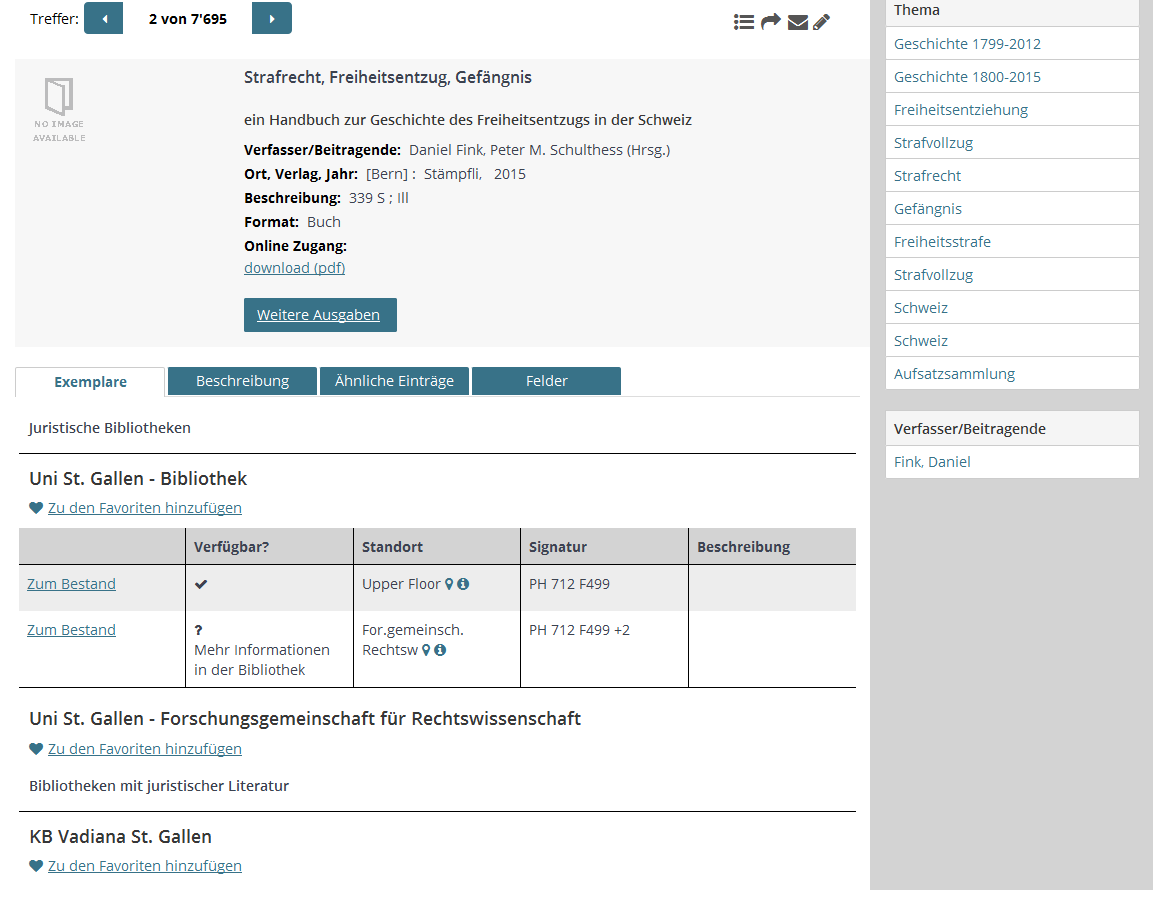 Treffer: 2 von 7'695
NO IMAGE
AVAILABLE
Strafrecht, Freiheitsentzug, Gefängnis
ein Handbuch zur Geschichte des Freiheitsentzugs in der Schweiz
Verfasser/Beitragende: Daniel Fink, Peter M. Schulthess (Hrsg.)
Ort, Verlag, Jahr: [Bern] : Stämpfli, 2015
Beschreibung: 339 S ; Ill
Format: Buch
Online Zugang:
download (pdf)
Weitere Ausgaben
Exemplare Beschreibung Ähnliche Einträge Felder
Juristische Bibliotheken
Uni St. Gallen - Bibliothek
Zu den Favoriten hinzufügen
Verfügbar? Standort Signatur Beschreibung
Zum Bestand ✔ Upper Floor PH 712 F499
Zum Bestand ? For.gemeinsch. PH 712 F499 +2
Mehr Informationen Rechtsw
in der Bibliothek
Uni St. Gallen - Forschungsgemeinschaft für Rechtswissenschaft
Zu den Favoriten hinzufügen
Bibliotheken mit juristischer Literatur
KB Vadiana St. Gallen
Zu den Favoriten hinzufügen
Thema
Geschichte 1799-2012
Geschichte 1800-2015
Freiheitsentziehung
Strafvollzug
Strafrecht
Gefängnis
Freiheitsstrafe
Strafvollzug
Schweiz
Schweiz
Aufsatzsammlung
Verfasser/Beitragende
Fink, Daniel